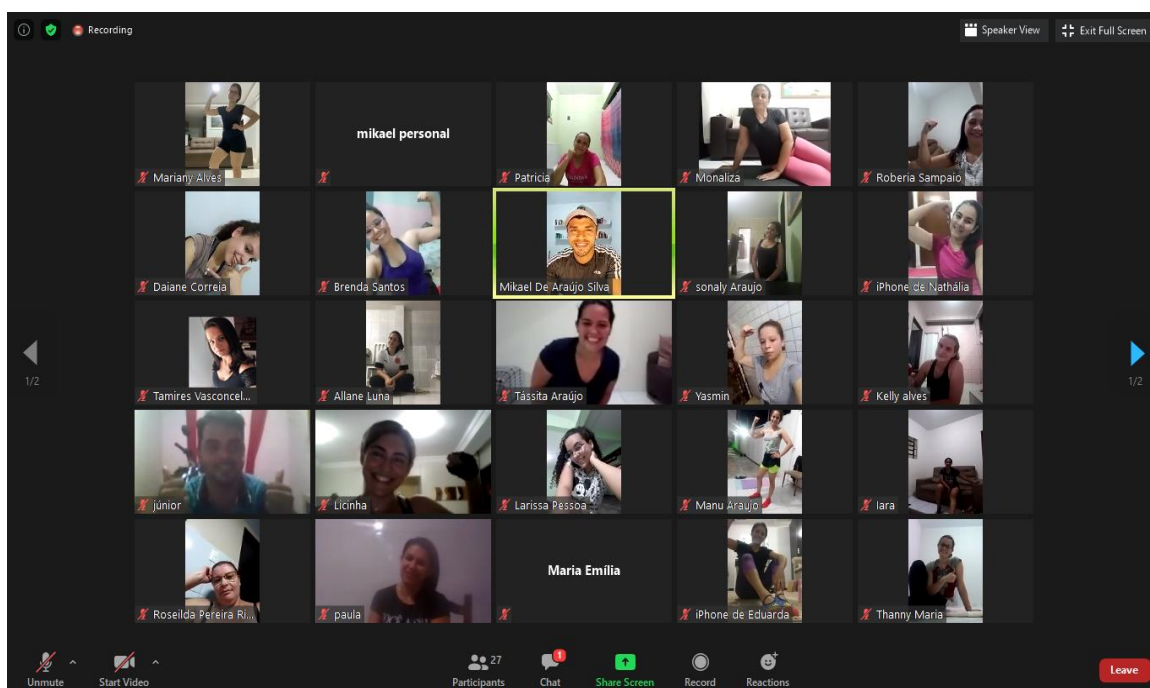 Recording
Speaker View
Exit Full Screen
Mariany Alves
mikael personal
Patricia
Monaliza
Roberia Sampaio
Daiane Correia
Brenda Santos
Mikael De Araújo Silva
sonaly Araujo
iPhone de Nathália
1/2
1/2
Tamires Vasconcel...
Allane Luna
Tássita Araújo
Yasmin
Kelly alves
júnior
Licinha
Larissa Pessoa
Manu Araujo
Iara
Roseilda Pereira Ri...
paula
Maria Emília
iPhone de Eduarda
Thanny Maria
Unmute
Start Video
27
Participants
1
Chat
Share Screen
Record
Reactions
Leave